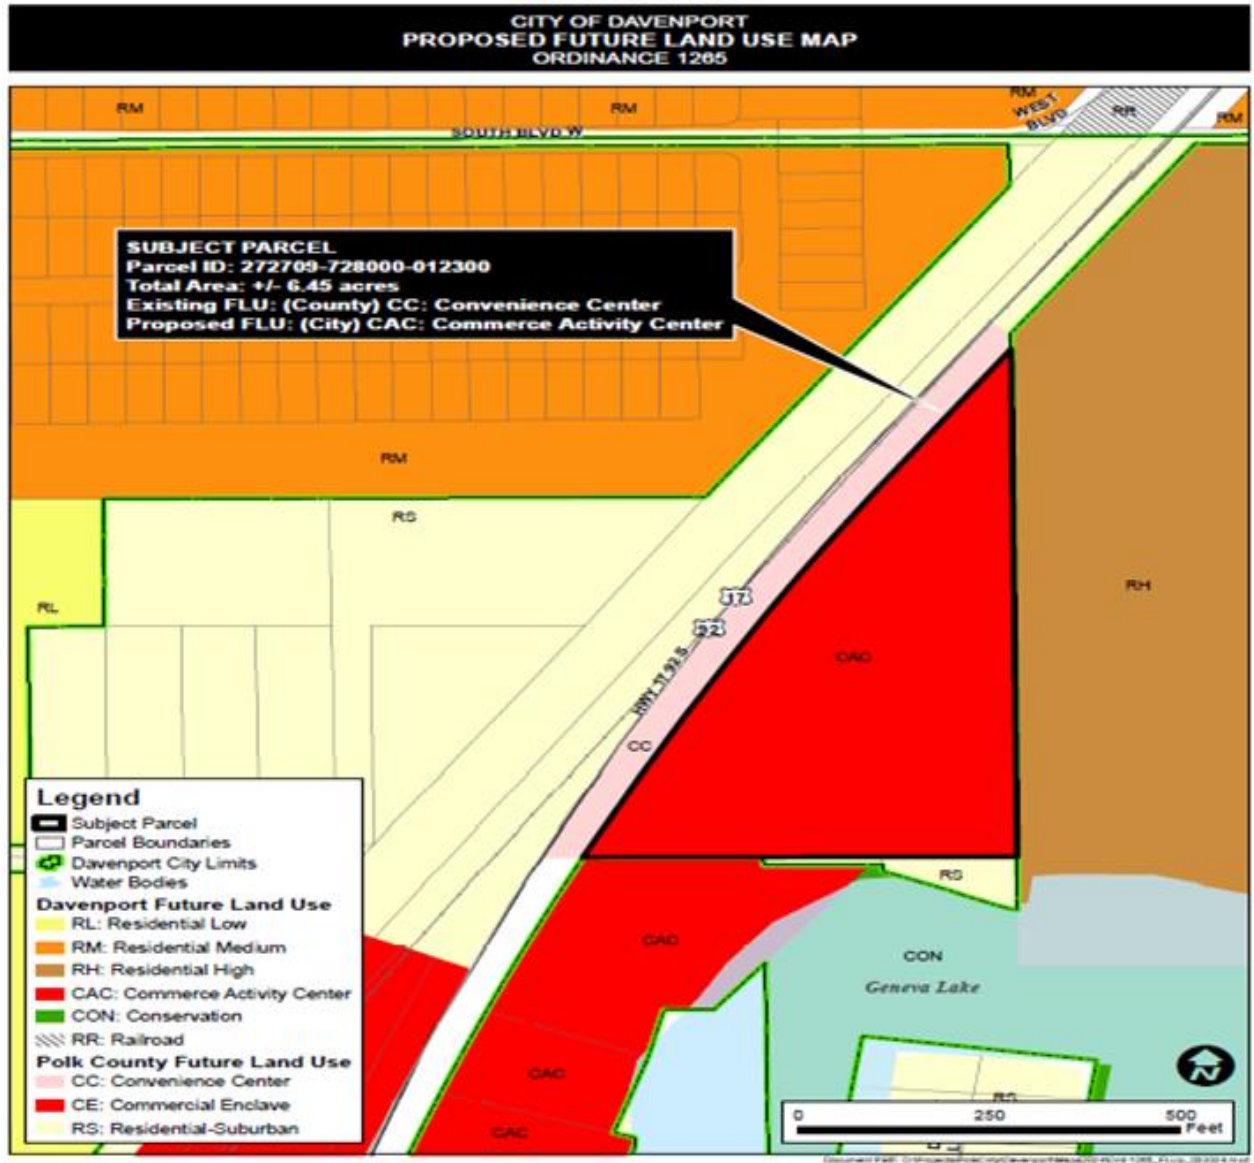 CITY OF DAVENPORT
PROPOSED FUTURE LAND USE MAP
ORDINANCE 1265
RM
RM
RM
WEST
BLVD
RR
RM
SOUTH BLVD W
SUBJECT PARCEL
Parcel ID: 272709-728000-012300
Total Area: +/- 6.45 acres
Existing FLU: (County) CC: Convenience Center
Proposed FLU: (City) CAC: Commerce Activity Center
RM
RS
RL
RH
17
92
HWY 17 92 S
CAC
CC
RS
CAC
CON
Geneva Lake
CAC
CAC
RS
Legend
Subject Parcel
Parcel Boundaries
Davenport City Limits
Water Bodies
Davenport Future Land Use
RL: Residential Low
RM: Residential Medium
RH: Residential High
CAC: Commerce Activity Center
CON: Conservation
RR: Railroad
Polk County Future Land Use
CC: Convenience Center
CE: Commercial Enclave
RS: Residential-Suburban
N
0 250 500
Feet